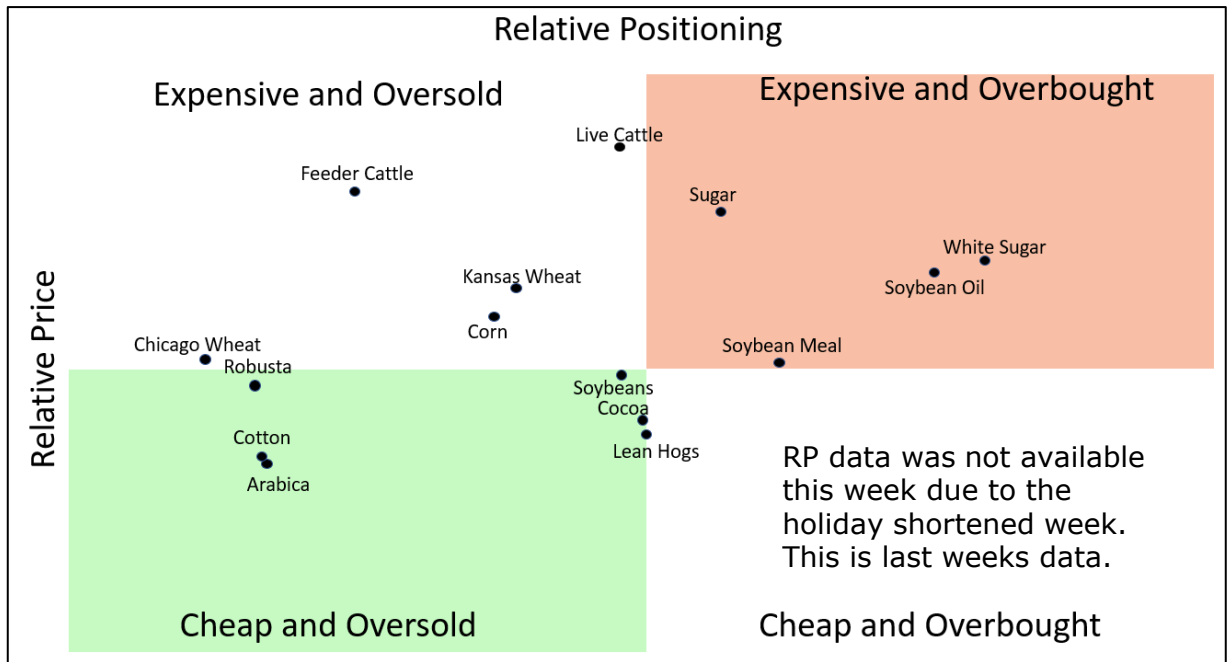 Relative Positioning
Expensive and Oversold
Expensive and Overbought
Live Cattle
Feeder Cattle
Sugar
White Sugar
Kansas Wheat
Soybean Oil
Corn
Chicago Wheat
Soybean Meal
Robusta
Relative Price
Soybeans
Cocoa
Lean Hogs
Cotton
Arabica
RP data was not available
this week due to the
holiday shortened week.
This is last weeks data.
Cheap and Oversold
Cheap and Overbought